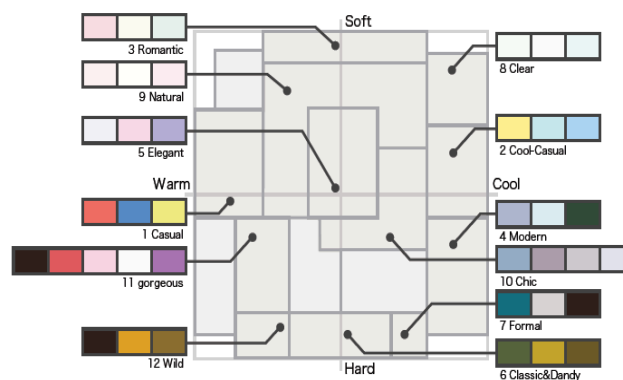 Soft
3 Romantic
8 Clear
9 Natural
5 Elegant
2 Cool-Casual
Warm
Cool
1 Casual
4 Modern
11 gorgeous
10 Chic
7 Formal
12 Wild
Hard
6 Classic&Dandy